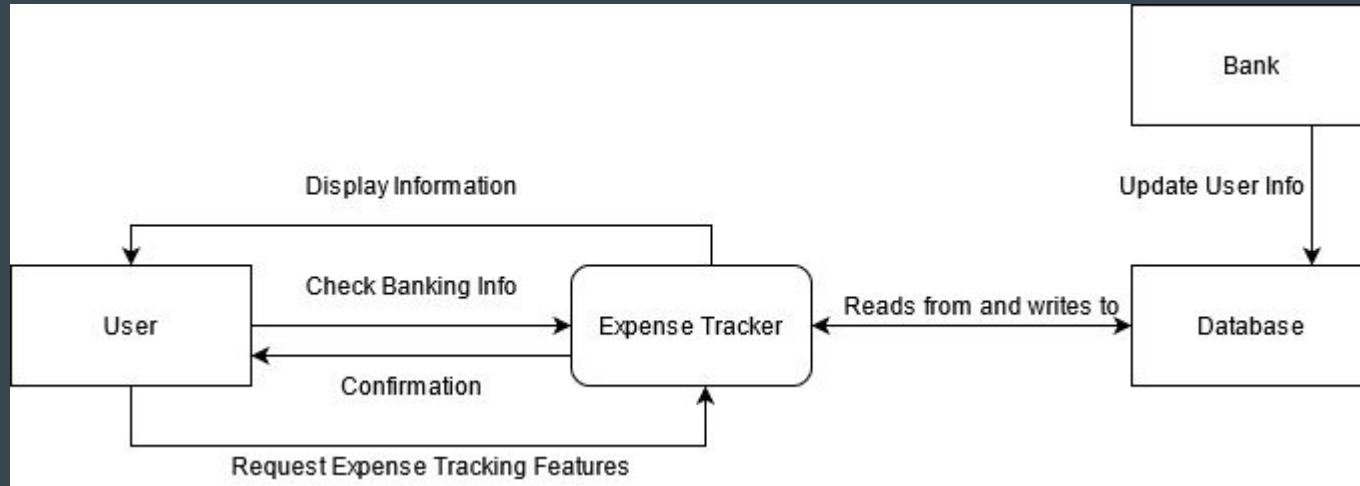 Bank
Display Information
Update User Info
Check Banking Info
User
Expense Tracker
Reads from and writes to
Database
Confirmation
Request Expense Tracking Features